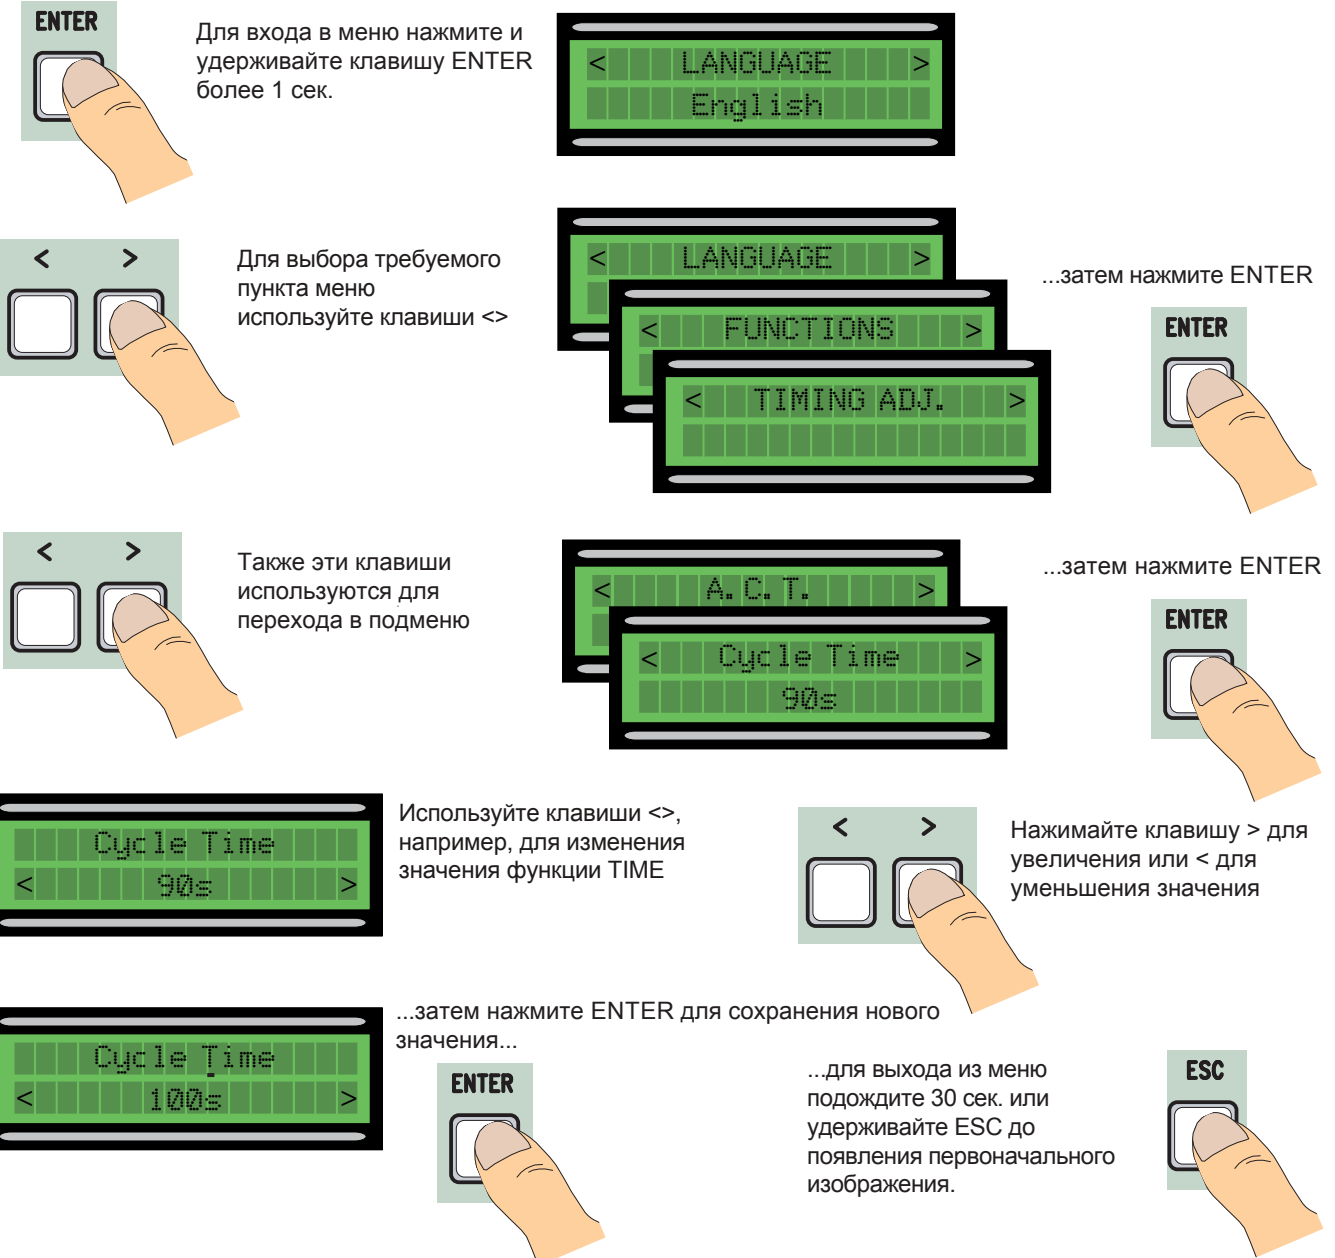 ENTER
Для входа в меню нажмите и
удерживайте клавишу ENTER
более 1 сек.
< LANGUAGE >
English
< >
Для выбора требуемого
пункта меню
используйте клавиши <>
< LANGUAGE >
< FUNCTIONS >
< TIMING ADJ. >
...затем нажмите ENTER
ENTER
< >
Также эти клавиши
используются для
перехода в подменю
< A.C.T. >
< Cycle Time >
90s
...затем нажмите ENTER
ENTER
Cycle Time
< 90s >
Используйте клавиши <>,
например, для изменения
значения функции TIME
< >
Нажимайте клавишу > для
увеличения или < для
уменьшения значения
Cycle Time
< 100s >
...затем нажмите ENTER для сохранения нового
значения...
ENTER
...для выхода из меню
подождите 30 сек. или
удерживайте ESC до
появления первоначального
изображения.
ESC